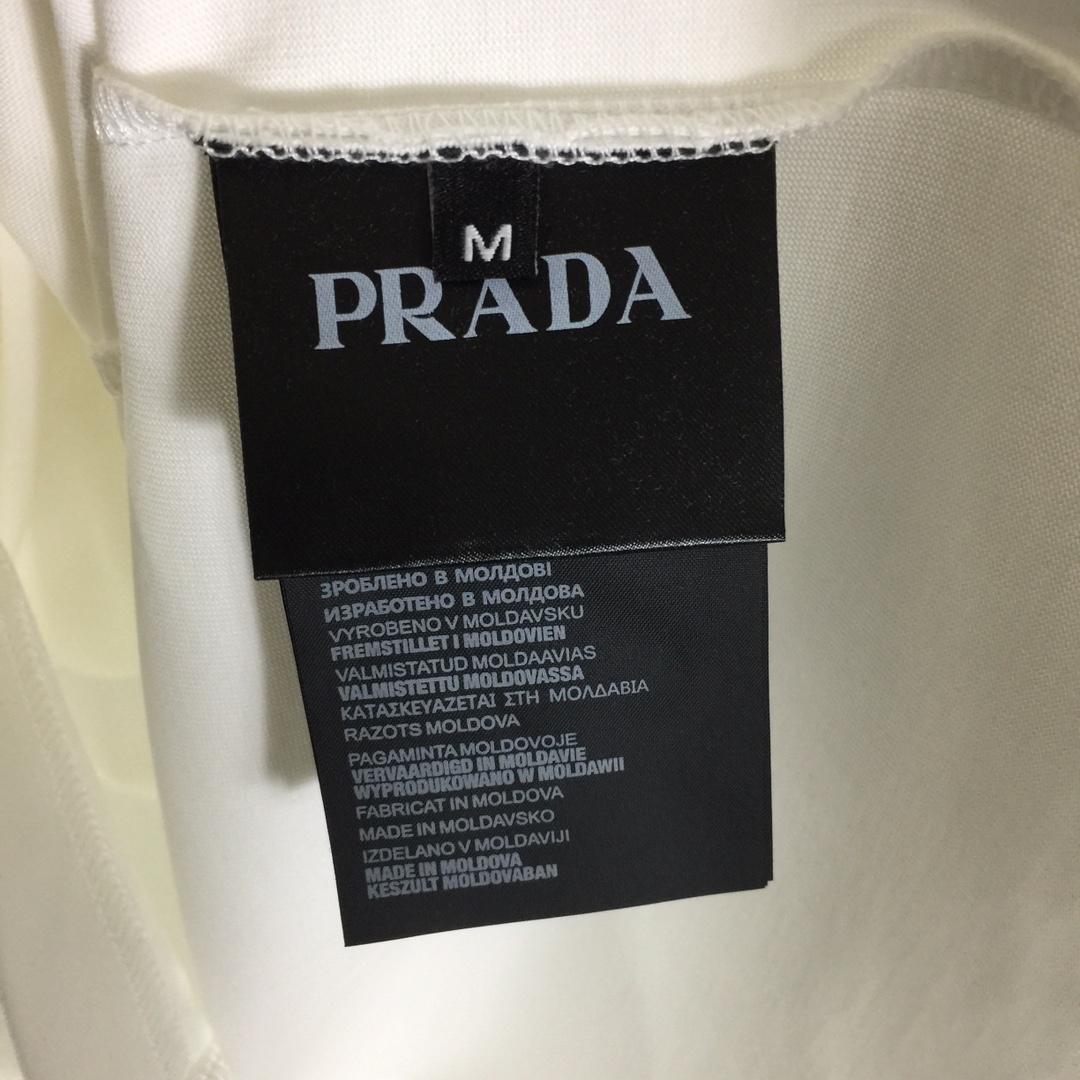 M
PRADA
ЗРОБЛЕНО В МОЛДОВІ
ИЗРАБОТЕНО В МОЛДОВА
VYROBENO V MOLDAVSKU
FREMSTILLET I MOLDOVIEN
VALMISTATUD MOLDAAVIAS
VALMISTETTU MOLDOVASSA
ΚΑΤΑΣΚΕΥΑΖΕΤΑΙ ΣΤΗ ΜΟΛΔΑΒΙΑ
RAZOTS MOLDOVA
PAGAMINTA MOLDOVOJE
VERVAARDIGD IN MOLDAVIE
WYPRODUKOWANO W MOLDAWII
FABRICAT IN MOLDOVA
MADE IN MOLDAVSKO
IZDELANO V MOLDAVIJI
MADE IN MOLDOVA
KESZULT MOLDOVABAN